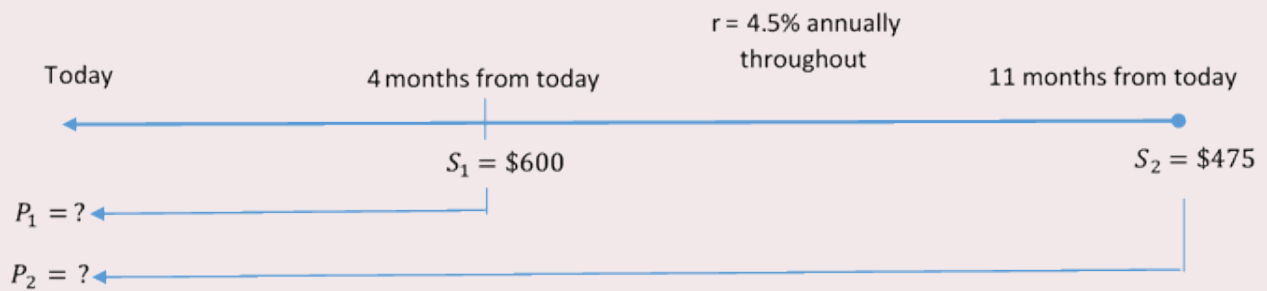 r = 4.5% annually
throughout
Today
4 months from today
11 months from today
S₁ = $600
S₂ = $475
P₁ = ?
P₂ = ?